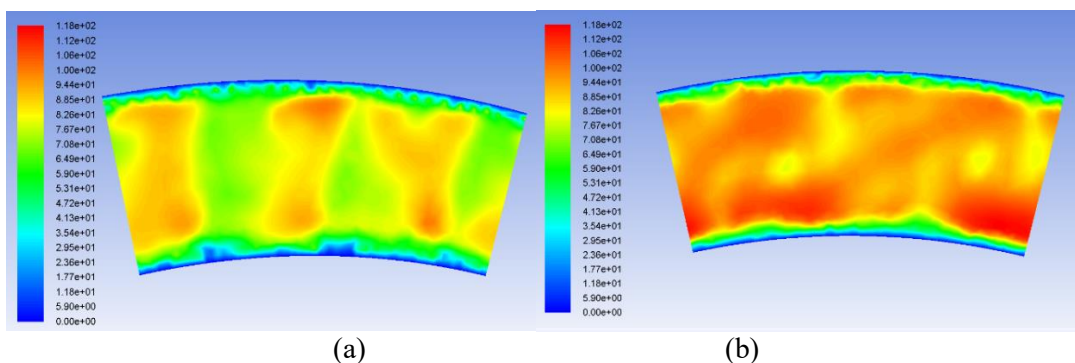 1.18e+02
1.12e+02
1.06e+02
1.00e+02
9.44e+01
8.85e+01
8.26e+01
7.67e+01
7.08e+01
6.49e+01
5.90e+01
5.31e+01
4.72e+01
4.13e+01
3.54e+01
2.95e+01
2.36e+01
1.77e+01
1.18e+01
5.90e+00
0.00e+00
(a)
1.18e+02
1.12e+02
1.06e+02
1.00e+02
9.44e+01
8.85e+01
8.26e+01
7.67e+01
7.08e+01
6.49e+01
5.90e+01
5.31e+01
4.72e+01
4.13e+01
3.54e+01
2.95e+01
2.36e+01
1.77e+01
1.18e+01
5.90e+00
0.00e+00
(b)